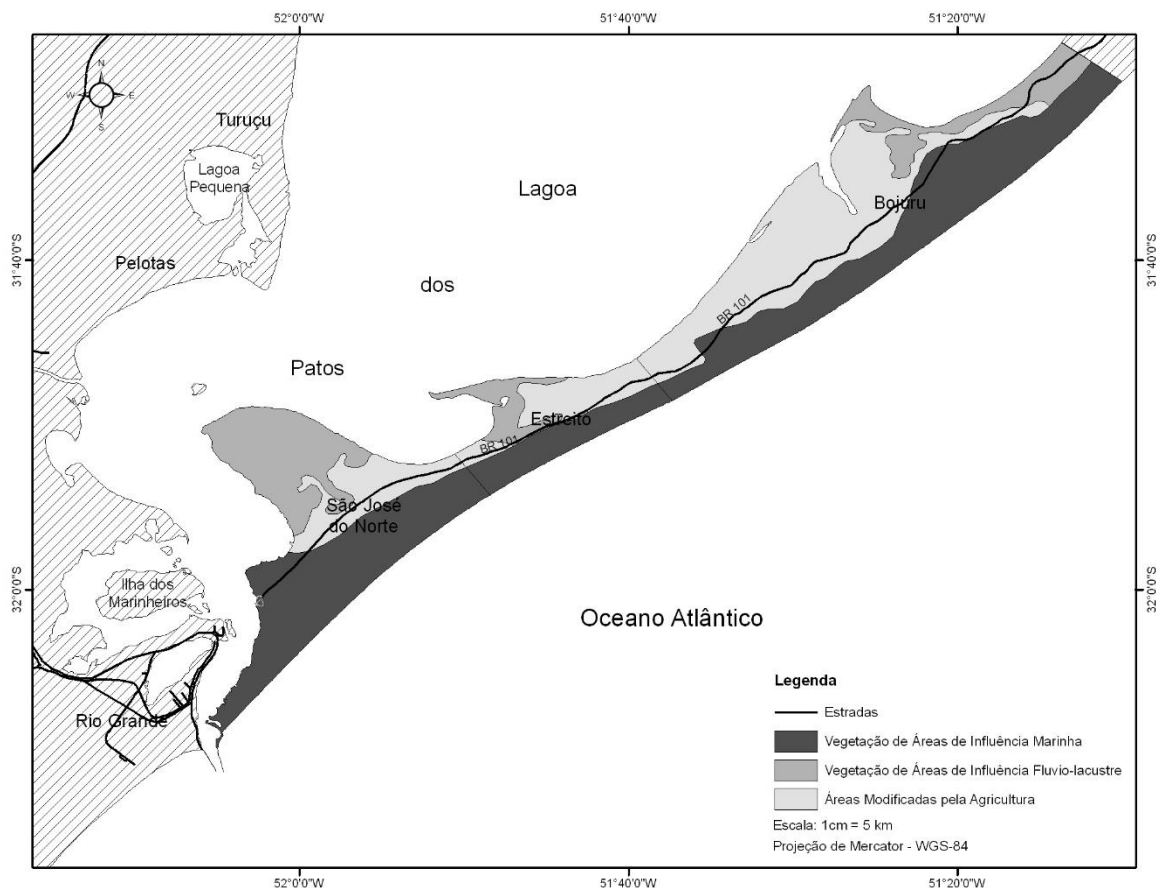 52°0'0"W
51°40'0"W
51°20'0"W
N
W E
S
Turuçu
Lagoa
Pequena
Lagoa
Bojuru
Pelotas
31°40'0"S
31°40'0"S
dos
BR 101
Patos
Estreito
BR 101
São José
do Norte
Ilha dos
Marinheiros
32°0'0"S
32°0'0"S
Oceano Atlântico
Rio Grande
Legenda
Estradas
Vegetação de Áreas de Influência Marinha
Vegetação de Áreas de Influência Fluvio-lacustre
Áreas Modificadas pela Agricultura
Escala: 1cm = 5 km
Projeção de Mercator - WGS-84
52°0'0"W
51°40'0"W
51°20'0"W